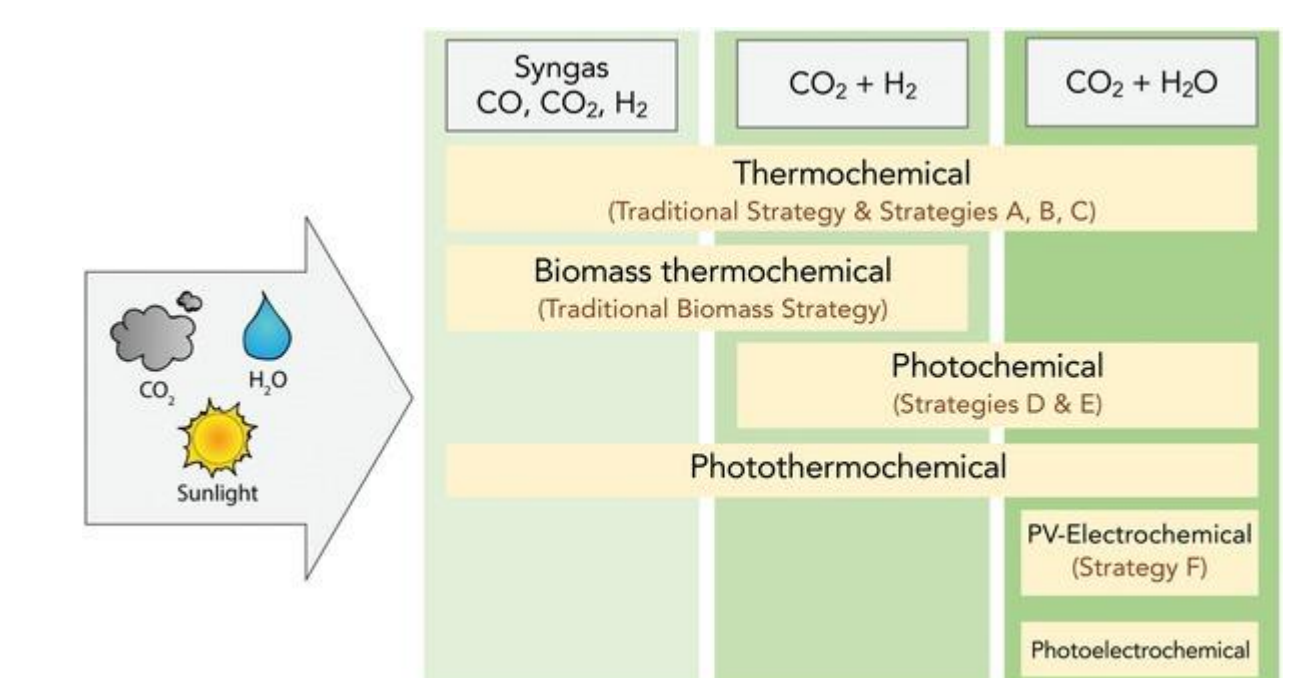 Syngas
CO, CO₂, H₂
CO₂ + H₂
CO₂ + H₂O
Thermochemical
(Traditional Strategy & Strategies A, B, C)
Biomass thermochemical
(Traditional Biomass Strategy)
CO₂
H₂O
Sunlight
Photochemical
(Strategies D & E)
Photothermochemical
PV-Electrochemical
(Strategy F)
Photoelectrochemical